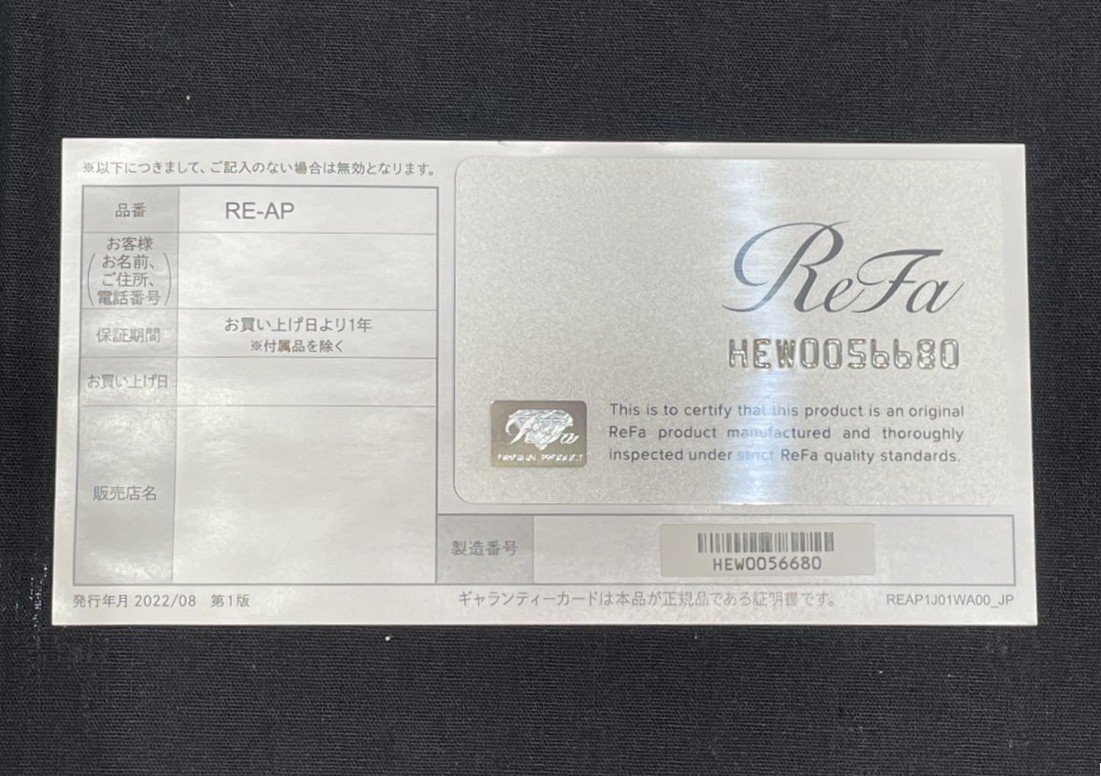 ※以下につきまして、ご記入のない場合は無効となります。
品番
RE-AP
お客様
(お名前、
ご住所、
電話番号)
保証期間
お買い上げ日より1年
※付属品を除く
お買い上げ日
販売店名
ReFa
HEW0056680
ReFa
This is to certify that this product is an original
ReFa product manufactured and thoroughly
inspected under strict ReFa quality standards.
製造番号
HEW0056680
発行年月 2022/08 第1版
ギャランティーカードは本品が正規品である証明書です。
REAP1J01WA00_JP